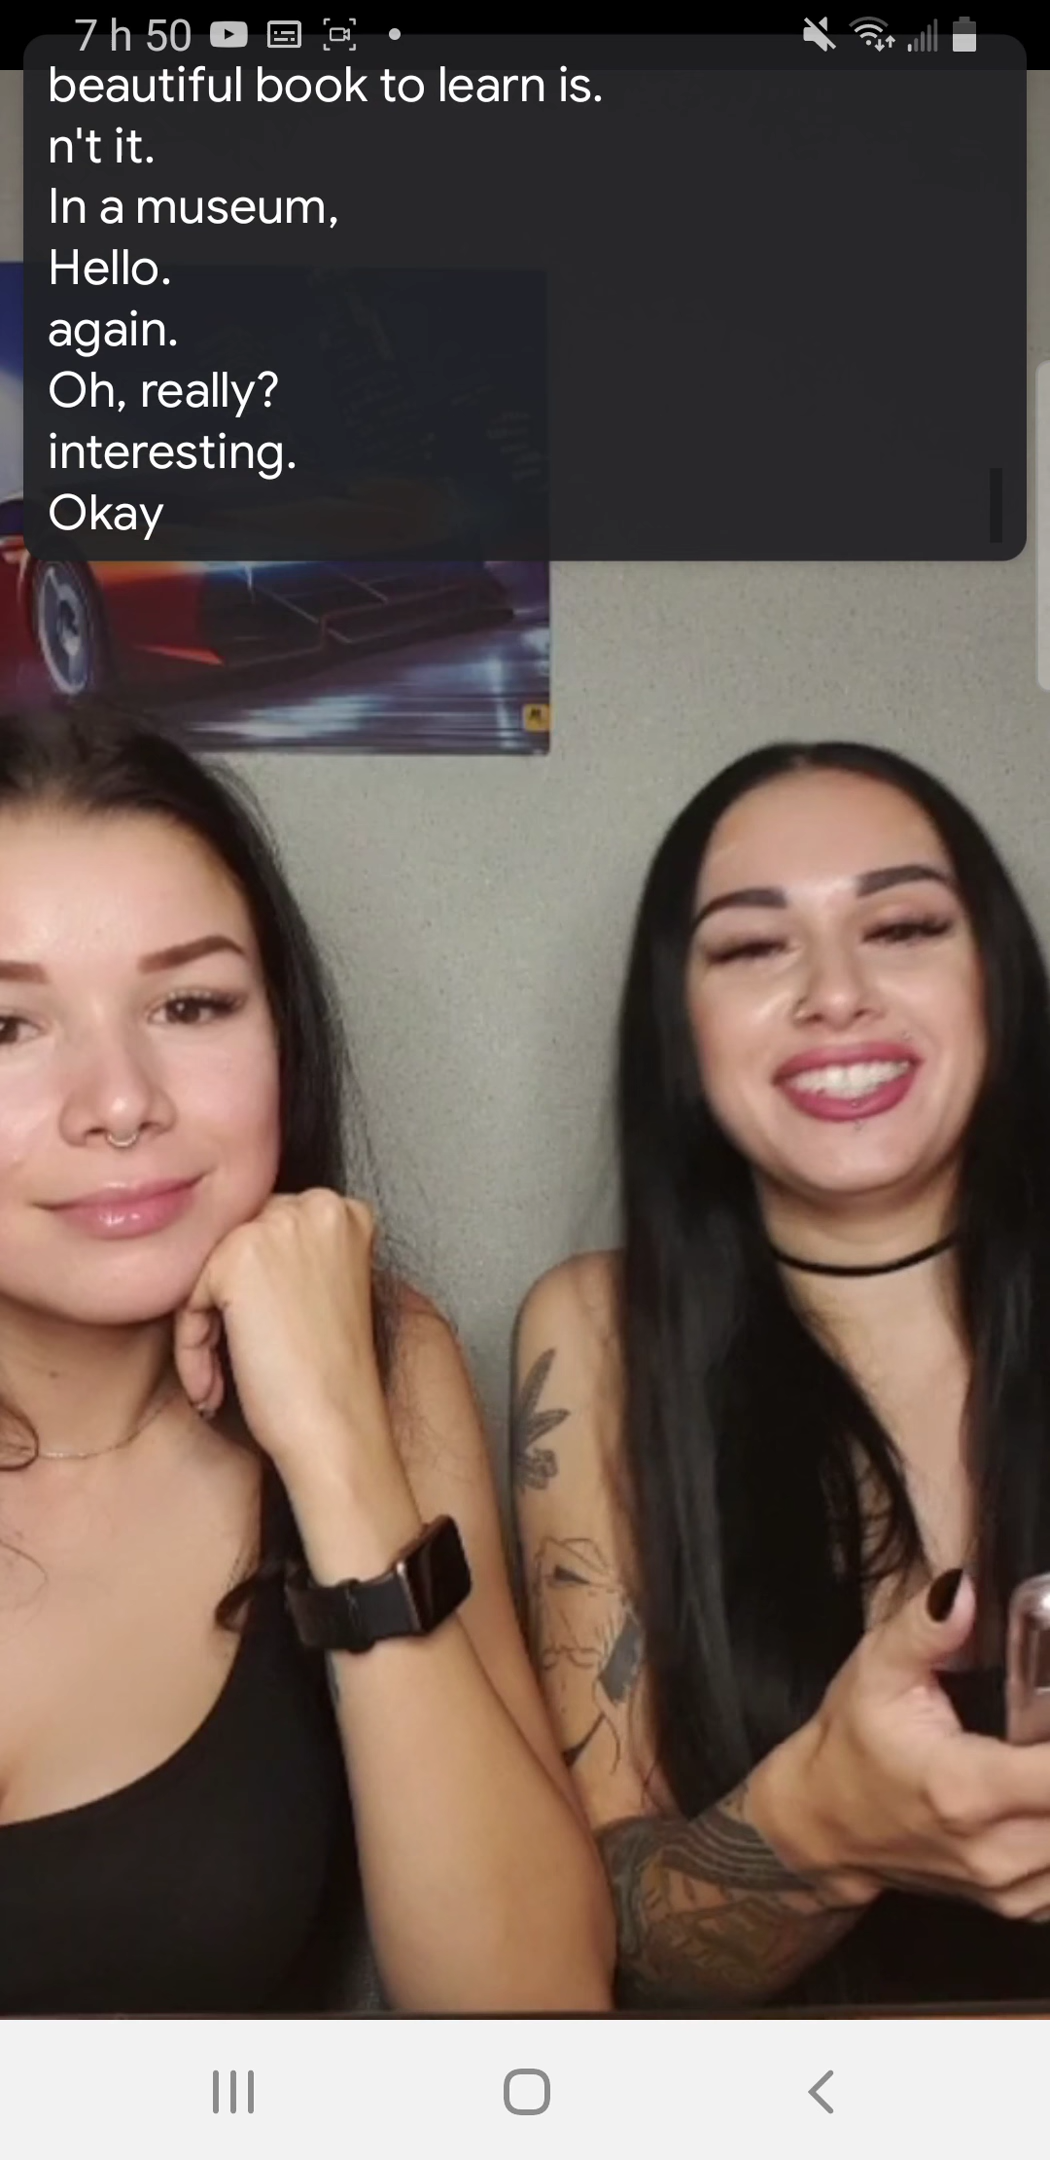 7 h 50
beautiful book to learn is.
n't it.
In a museum,
Hello.
again.
Oh, really?
interesting.
Okay